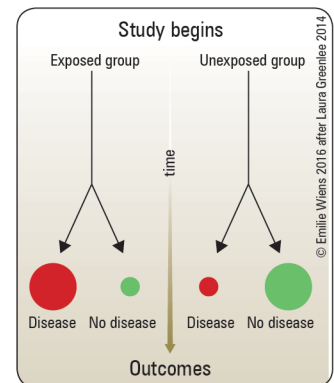 Study begins
Exposed group
Unexposed group
time
Disease
No disease
Disease
No disease
Outcomes
© Emilie Wiens 2016 after Laura Greenlee 2014